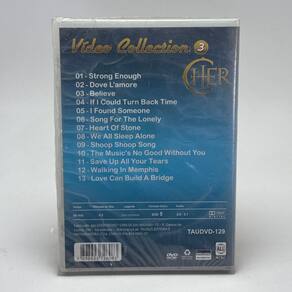 Video Collection 3
CHER
01 - Strong Enough
02 - Dove L'amore
03 - Believe
04 - If I Could Turn Back Time
05 - I Found Someone
06 - Song For The Lonely
07 - Heart Of Stone
08 - We All Sleep Alone
09 - Shoop Shoop Song
10 - The Music's No Good Without You
11 - Save Up All Your Tears
12 - Walking In Memphis
13 - Love Can Build A Bridge
TAUDVD-129